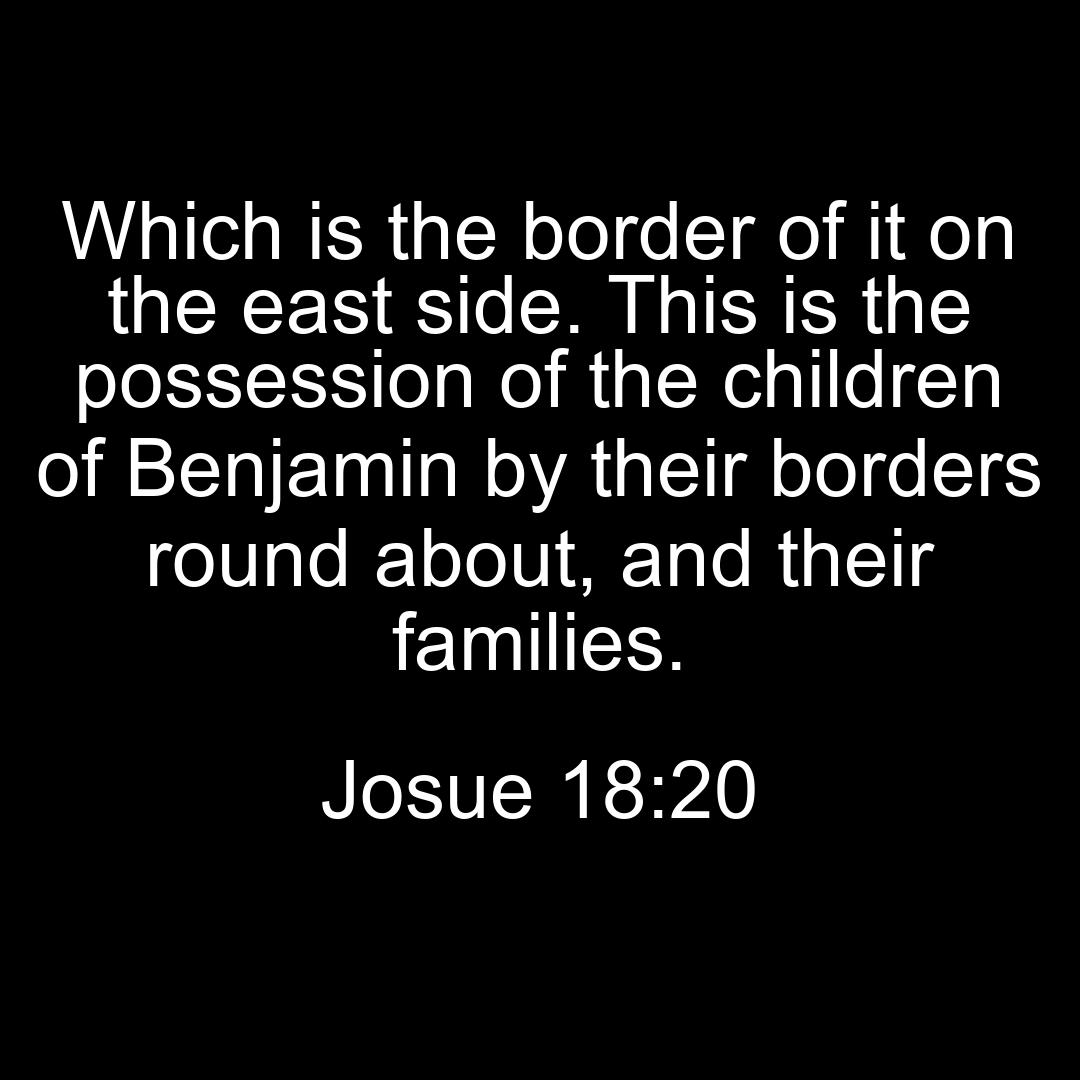 Which is the border of it on
the east side. This is the
possession of the children
of Benjamin by their borders
round about, and their
families.
Josue 18:20